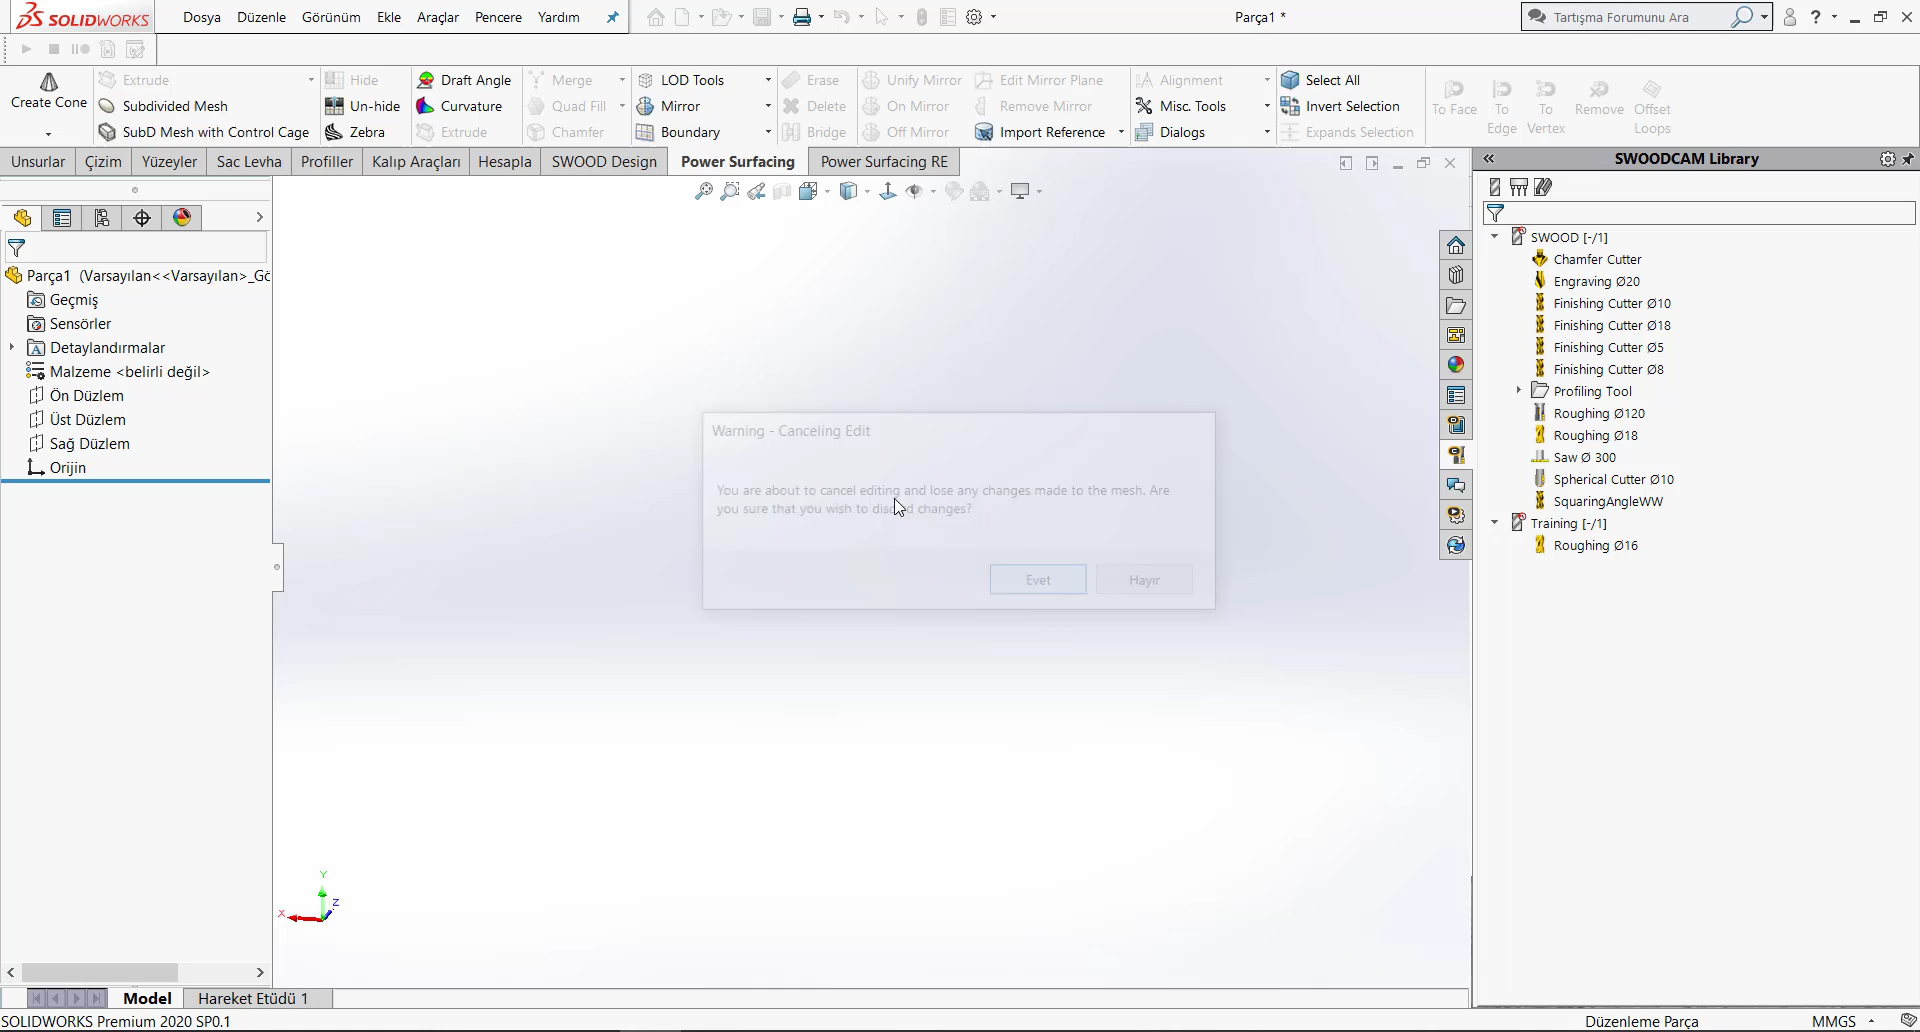 SOLIDWORKS
Dosya Düzenle Görünüm Ekle Araçlar Pencere Yardım
Parça1 *
Tartışma Forumunu Ara
?
Create Cone
Extrude
Subdivided Mesh
SubD Mesh with Control Cage
Hide
Un-hide
Zebra
Draft Angle
Curvature
Extrude
Merge
Quad Fill
Chamfer
LOD Tools
Mirror
Boundary
Erase
Delete
Bridge
Unify Mirror
On Mirror
Off Mirror
Edit Mirror Plane
Remove Mirror
Import Reference
Alignment
Misc. Tools
Dialogs
Select All
Invert Selection
Expands Selection
To Face
To Edge
To Vertex
Remove
Offset Loops
Unsurlar Çizim Yüzeyler Sac Levha Profiller Kalıp Araçları Hesapla SWOOD Design Power Surfacing Power Surfacing RE
Parça1 (Varsayılan<<Varsayılan>_Gö
Geçmiş
Sensörler
Detaylandırmalar
Malzeme <belirli değil>
Ön Düzlem
Üst Düzlem
Sağ Düzlem
Orijin
Warning - Canceling Edit
You are about to cancel editing and lose any changes made to the mesh. Are
you sure that you wish to discard changes?
Evet Hayır
Y
Z
X
SWOODCAM Library
SWOOD [-/1]
Chamfer Cutter
Engraving Ø20
Finishing Cutter Ø10
Finishing Cutter Ø18
Finishing Cutter Ø5
Finishing Cutter Ø8
Profiling Tool
Roughing Ø120
Roughing Ø18
Saw Ø 300
Spherical Cutter Ø10
SquaringAngleWW
Training [-/1]
Roughing Ø16
Model Hareket Etüdü 1
SOLIDWORKS Premium 2020 SP0.1
Düzenleme Parça
MMGS